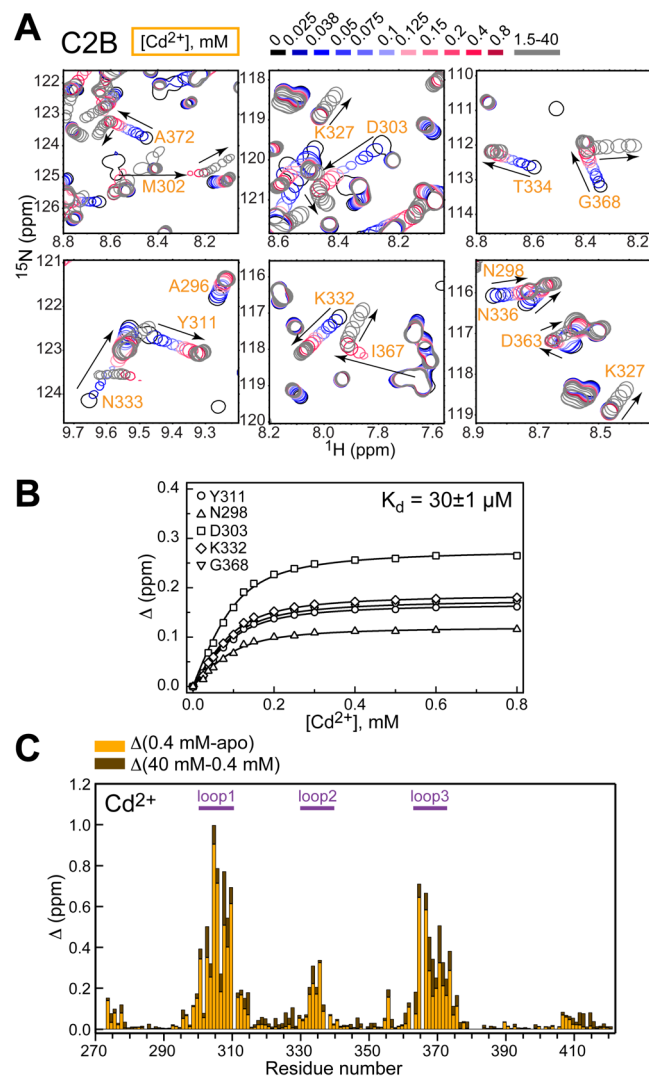 A
C2B
[Cd²⁺], mM
0 0.025 0.038 0.05 0.075 0.1 0.125 0.15 0.2 0.4 0.8 1.5-40
¹⁵N (ppm)
122
123
124
125
126
8.8 8.6 8.4 8.2
A372
M302
118
119
120
121
8.6 8.4 8.2
K327
D303
110
111
112
113
114
8.8 8.6 8.4 8.2
T334
G368
121
122
123
124
9.7 9.6 9.5 9.4 9.3
A296
Y311
N333
116
117
118
119
120
8.2 8.0 7.8 7.6
K332
I367
116
117
118
119
8.9 8.7 8.5
N298
N336
D363
K327
¹H (ppm)
B
Δ (ppm)
0.4
0.3
0.2
0.1
0.0
Y311
N298
D303
K332
G368
K_d = 30±1 μM
0.0 0.2 0.4 0.6 0.8
[Cd²⁺], mM
C
Δ(0.4 mM-apo)
Δ(40 mM-0.4 mM)
Cd²⁺
loop1 loop2 loop3
Δ (ppm)
1.2
1.0
0.8
0.6
0.4
0.2
0.0
270 290 310 330 350 370 390 410
Residue number